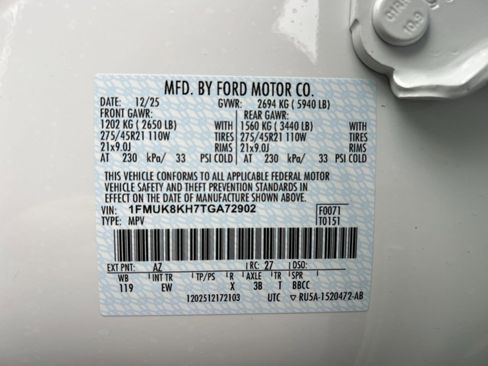 MFD. BY FORD MOTOR CO.
DATE: 12/25 GVWR: 2694 KG ( 5940 LB)
FRONT GAWR: REAR GAWR:
1202 KG ( 2650 LB) WITH 1560 KG ( 3440 LB) WITH
275/45R21 110W TIRES 275/45R21 110W TIRES
21x9.0J RIMS 21x9.0J RIMS
AT 230 kPa/ 33 PSI COLD AT 230 kPa/ 33 PSI COLD
THIS VEHICLE CONFORMS TO ALL APPLICABLE FEDERAL MOTOR
VEHICLE SAFETY AND THEFT PREVENTION STANDARDS IN
EFFECT ON THE DATE OF MANUFACTURE SHOWN ABOVE.
VIN: 1FMUK8KH7TGA72902 F0071
TYPE: MPV T0151
EXT PNT: AZ RC: 27 DSO:
WB INT TR TP/PS R AXLE TR SPR
119 EW X 3B T BBCC
1202512172103 UTC ▽ RU5A-1520472-AB